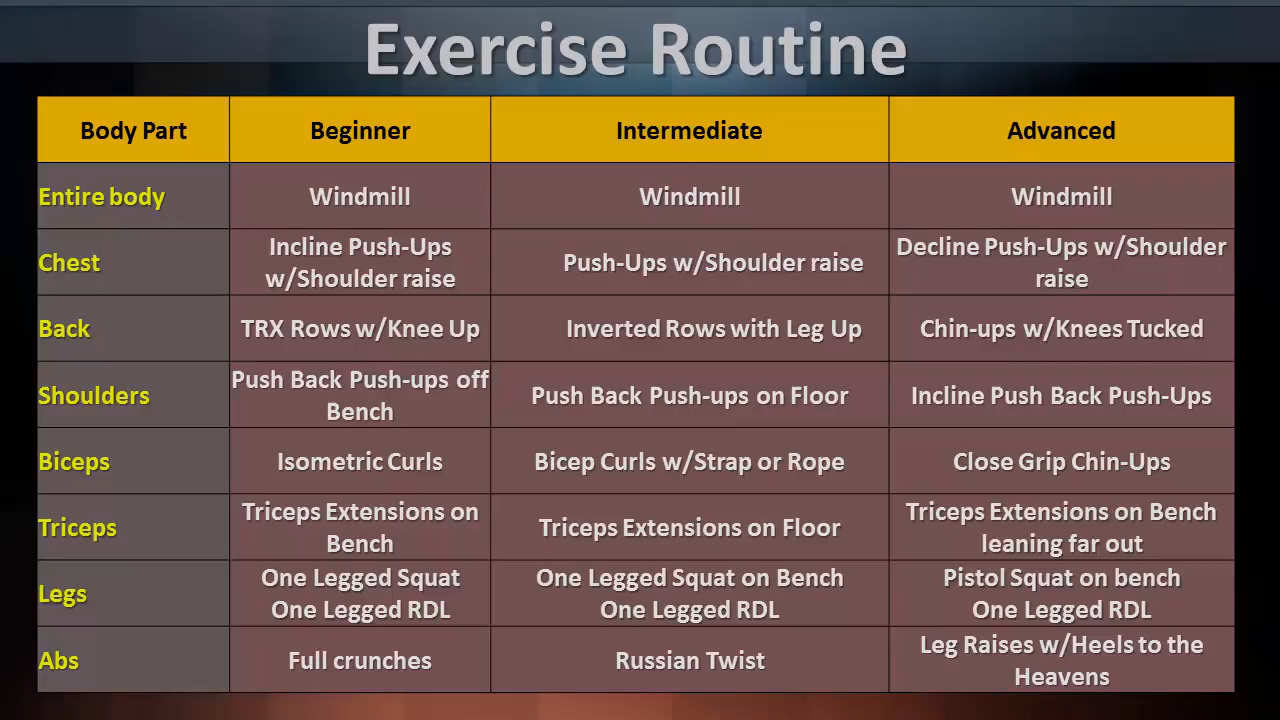 Exercise Routine
Body Part Beginner Intermediate Advanced
Entire body Windmill Windmill Windmill
Chest
Incline Push-Ups
w/Shoulder raise
Push-Ups w/Shoulder raise
Decline Push-Ups w/Shoulder
raise
Back TRX Rows w/Knee Up Inverted Rows with Leg Up Chin-ups w/Knees Tucked
Shoulders
Push Back Push-ups off
Bench
Push Back Push-ups on Floor
Incline Push Back Push-Ups
Biceps Isometric Curls Bicep Curls w/Strap or Rope Close Grip Chin-Ups
Triceps
Triceps Extensions on
Bench
Triceps Extensions on Floor
Triceps Extensions on Bench
leaning far out
Legs
One Legged Squat
One Legged RDL
One Legged Squat on Bench
One Legged RDL
Pistol Squat on bench
One Legged RDL
Abs
Full crunches
Russian Twist
Leg Raises w/Heels to the
Heavens